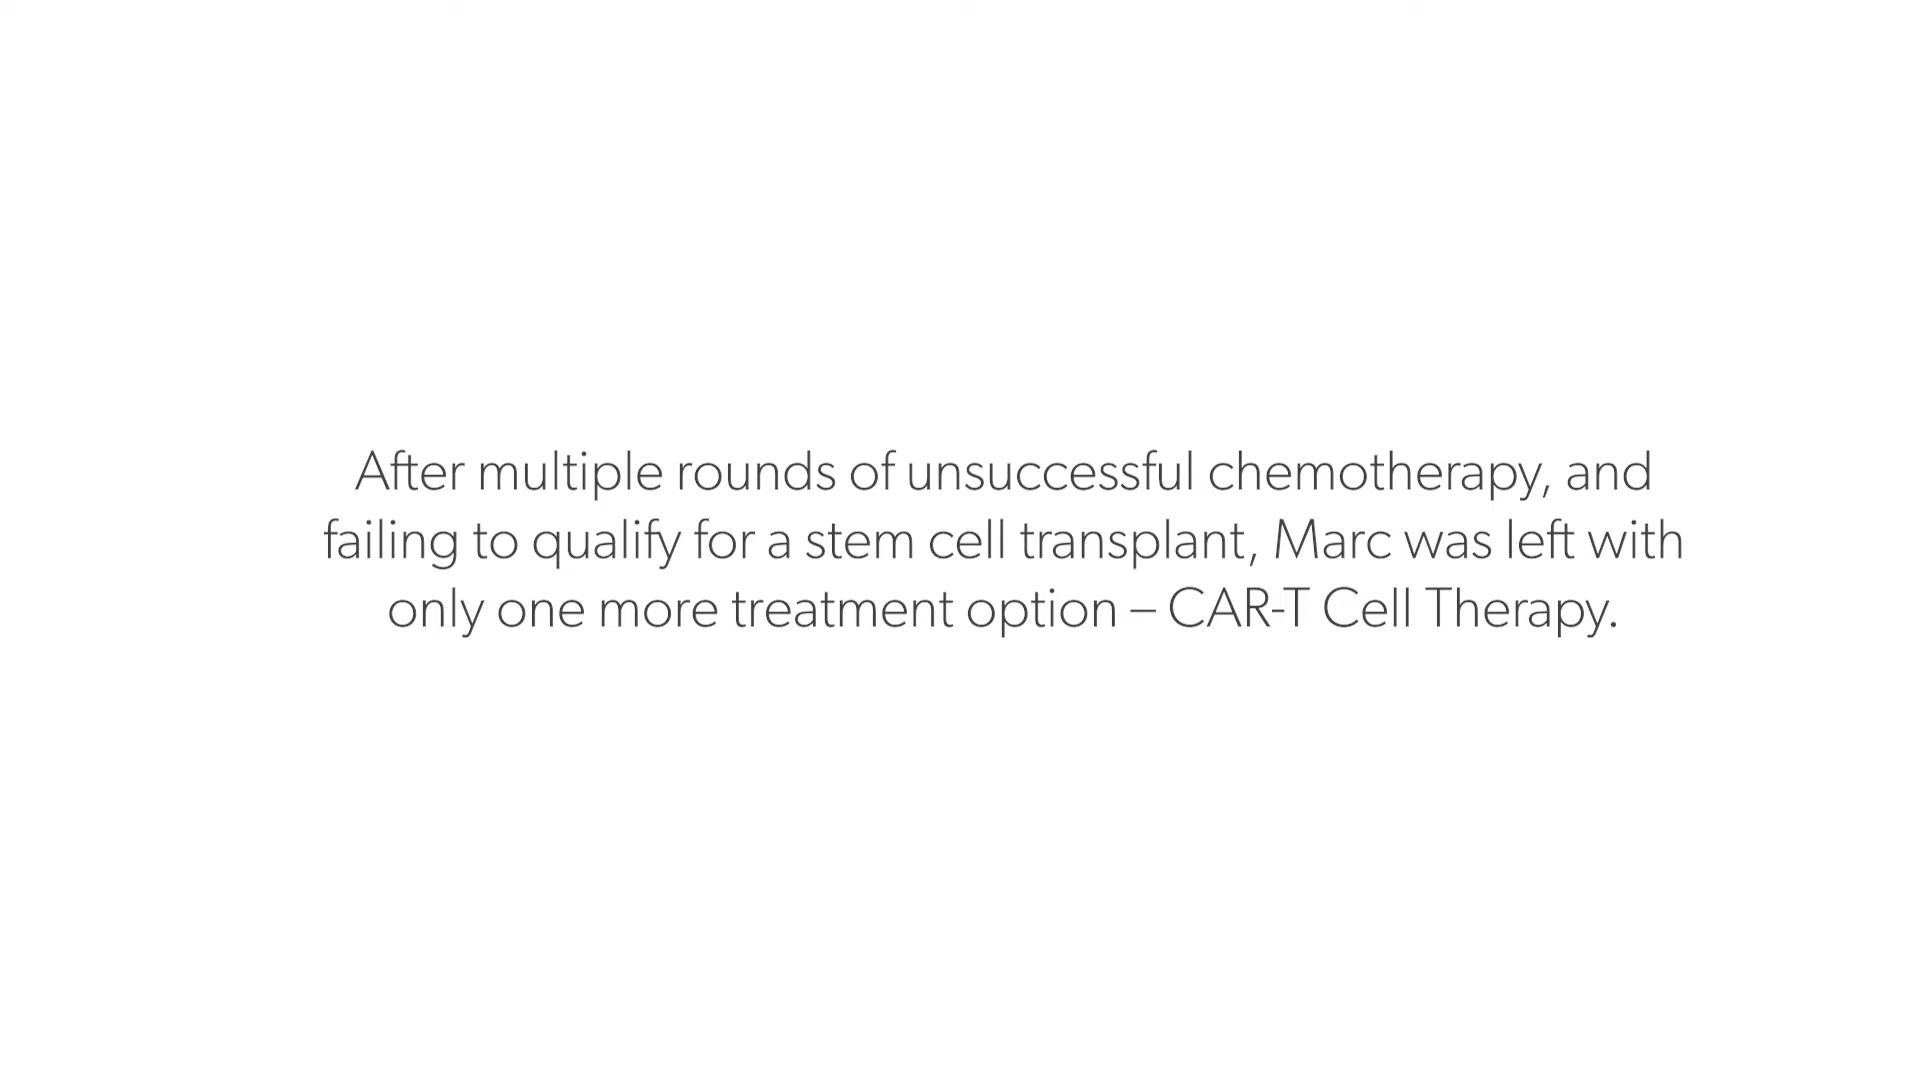 After multiple rounds of unsuccessful chemotherapy, and
failing to qualify for a stem cell transplant, Marc was left with
only one more treatment option – CAR-T Cell Therapy.